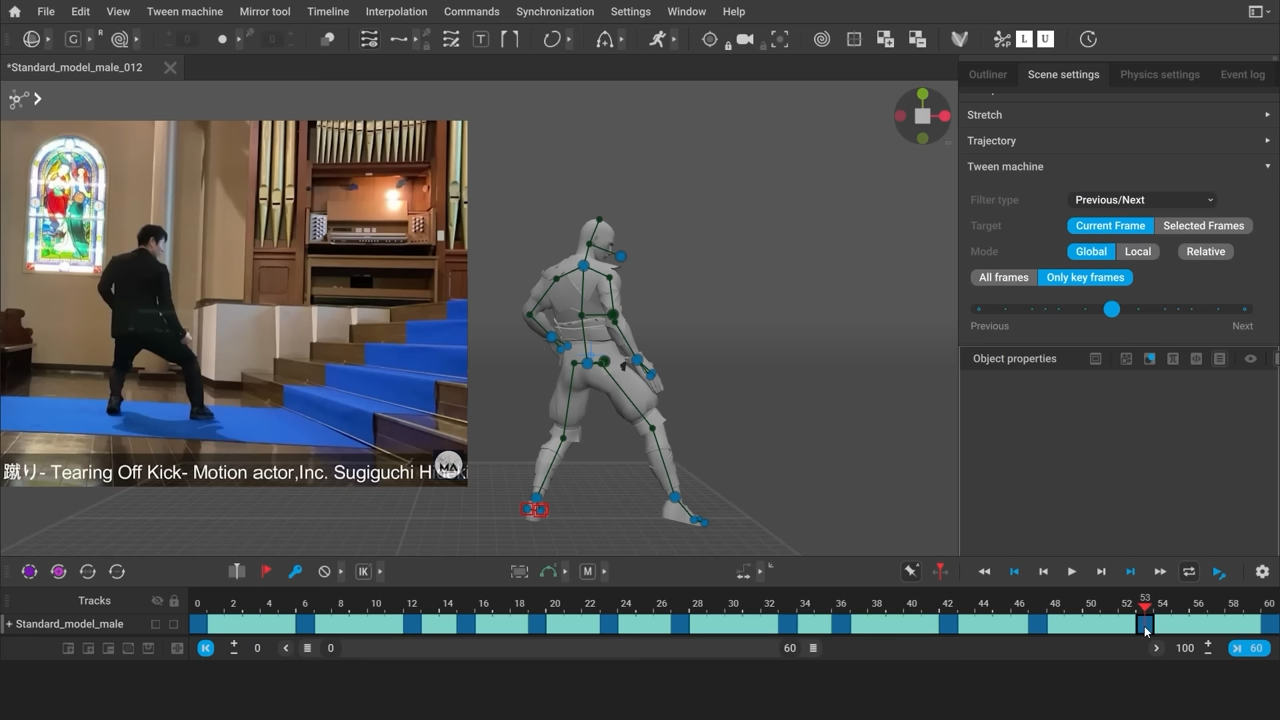 File Edit View Tween machine Mirror tool Timeline Interpolation Commands Synchronization Settings Window Help
G R 0 0 T P L U
*Standard_model_male_012
Outliner Scene settings Physics settings Event log
Stretch
Trajectory
Tween machine
Filter type Previous/Next
Target Current Frame Selected Frames
Mode Global Local Relative
All frames Only key frames
Previous Next
Object properties
蹴り- Tearing Off Kick- Motion actor,Inc. Sugiguchi H
MA
IK M
Tracks 0 2 4 6 8 10 12 14 16 18 20 22 24 26 28 30 32 34 36 38 40 42 44 46 48 50 52 53 54 56 58 60
+ Standard_model_male
0 0 60 100 60